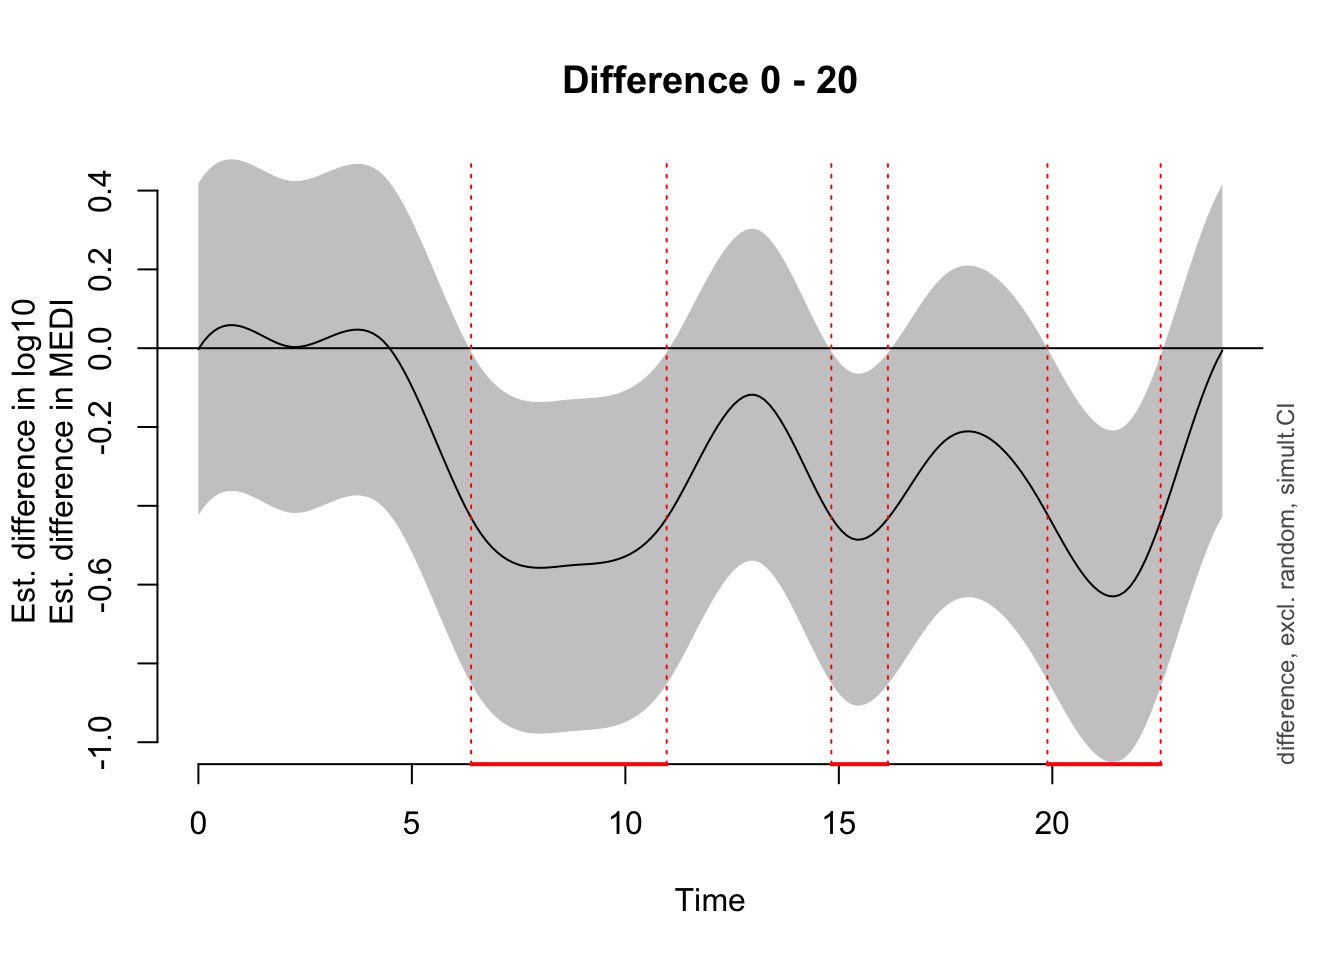 Difference 0 - 20
Est. difference in log10
Est. difference in MEDI
0.4
0.2
0.0
-0.2
-0.6
-1.0
0 5 10 15 20
Time
difference, excl. random, simult.CI